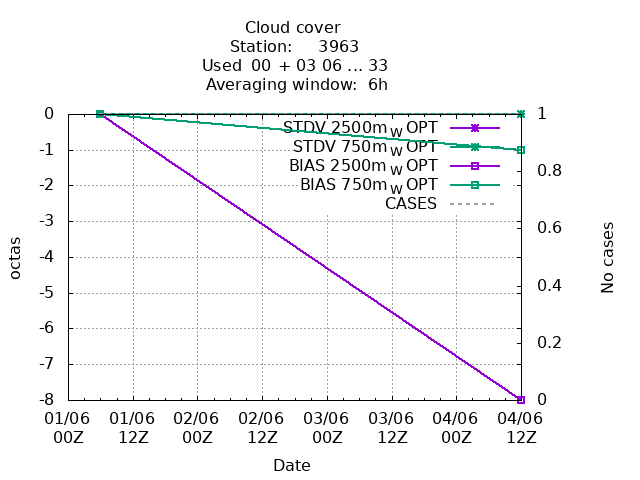 Cloud cover
Station: 3963
Used 00 + 03 06 ... 33
Averaging window: 6h
0
-1
-2
-3
-4
-5
-6
-7
-8
octas
STDV 2500m_W OPT
STDV 750m_W OPT
BIAS 2500m_W OPT
BIAS 750m_W OPT
CASES
1
0.8
0.6
0.4
0.2
0
No cases
01/06 01/06 02/06 02/06 03/06 03/06 04/06 04/06
00Z 12Z 00Z 12Z 00Z 12Z 00Z 12Z
Date